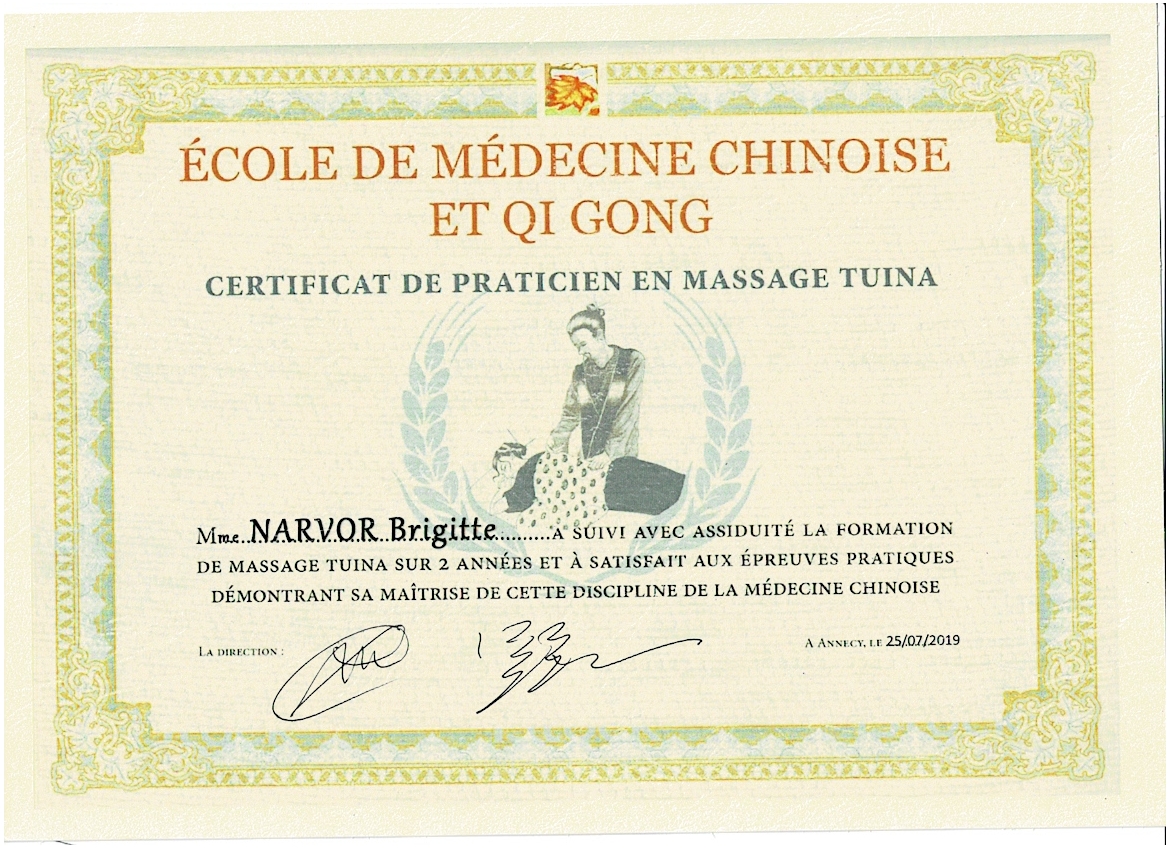 ÉCOLE DE MÉDECINE CHINOISE
ET QI GONG
CERTIFICAT DE PRATICIEN EN MASSAGE TUINA
Mme..NARVOR..Brigitte..........A SUIVI AVEC ASSIDUITÉ LA FORMATION
DE MASSAGE TUINA SUR 2 ANNÉES ET À SATISFAIT AUX ÉPREUVES PRATIQUES
DÉMONTRANT SA MAÎTRISE DE CETTE DISCIPLINE DE LA MÉDECINE CHINOISE
LA DIRECTION :
A ANNECY, LE 25/07/2019